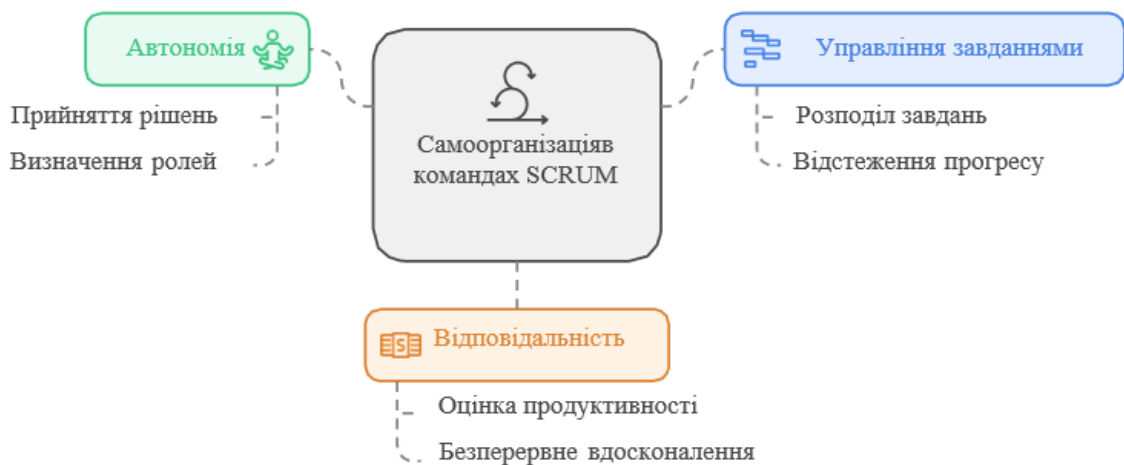 Автономія
Прийняття рішень
Визначення ролей
Самоорганізаціяв
командах SCRUM
Управління завданнями
Розподіл завдань
Відстеження прогресу
Відповідальність
Оцінка продуктивності
Безперервне вдосконалення